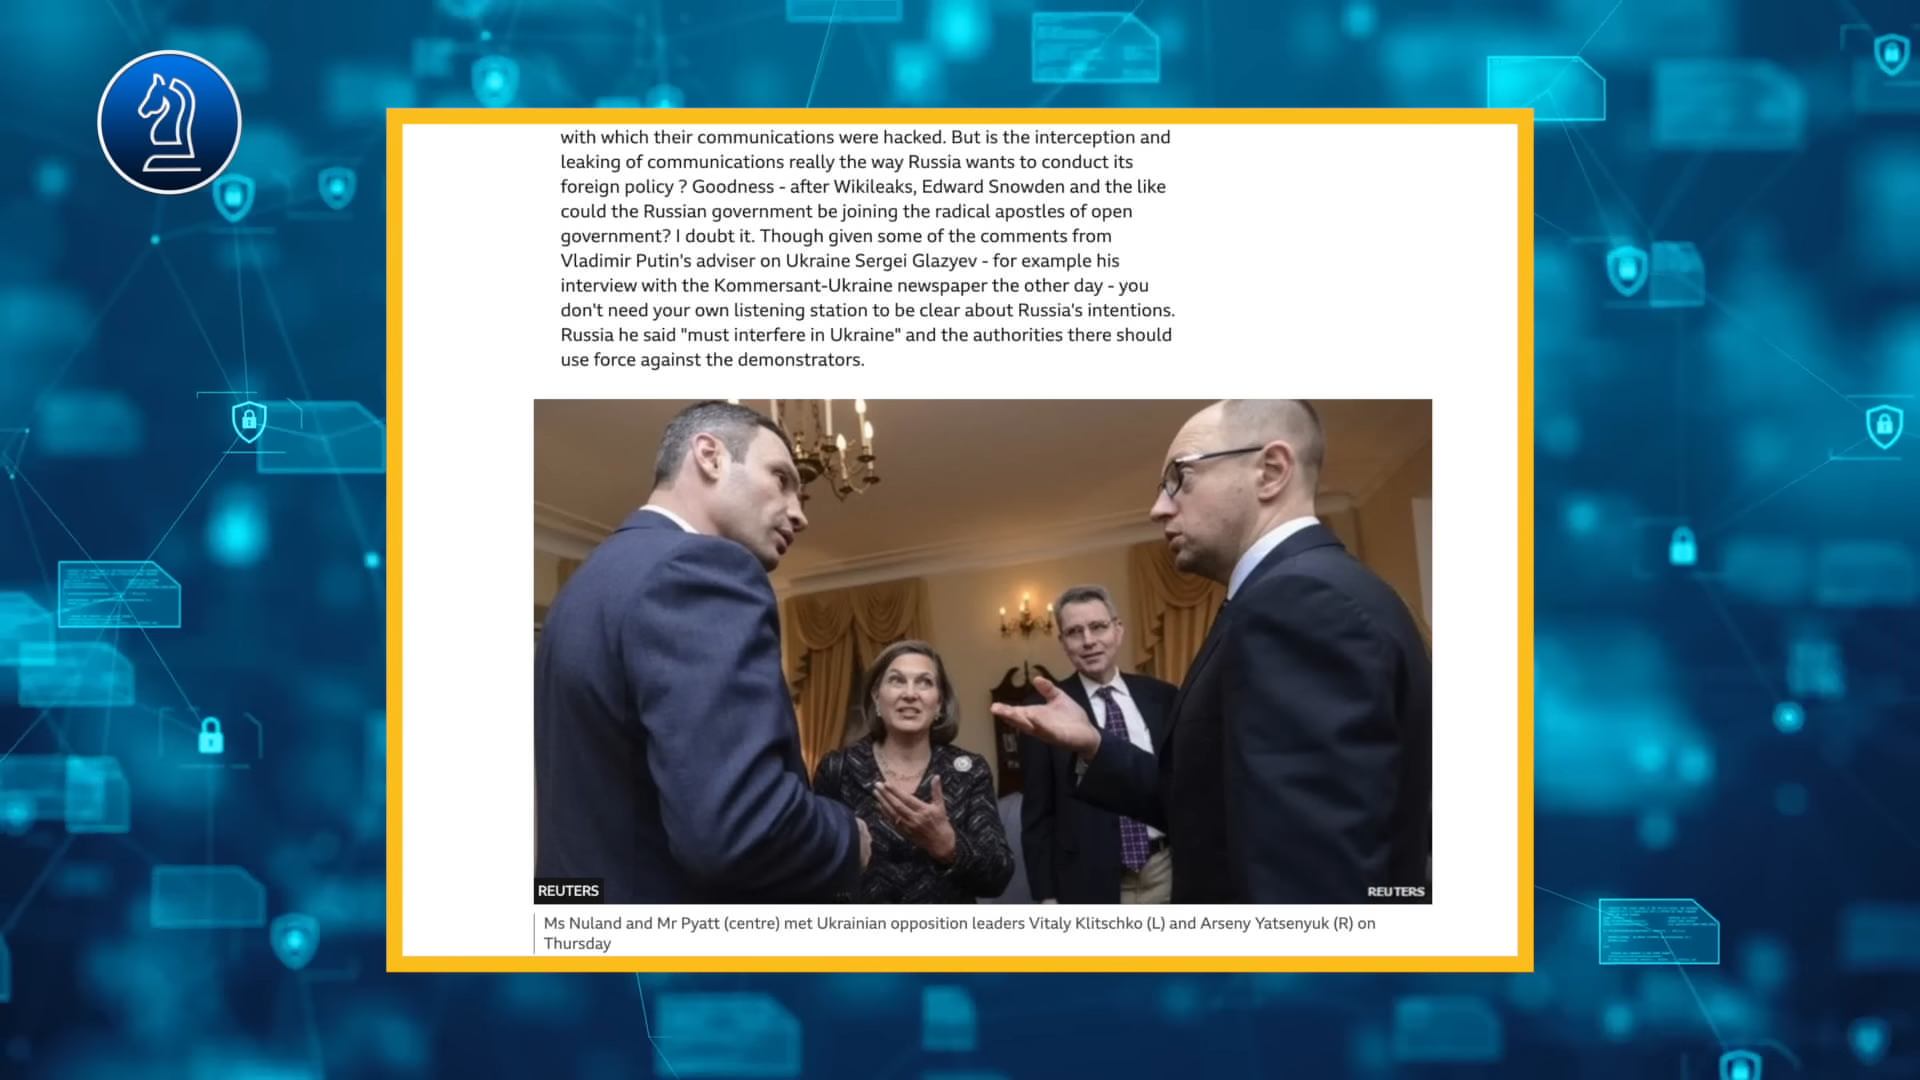 with which their communications were hacked. But is the interception and
leaking of communications really the way Russia wants to conduct its
foreign policy ? Goodness - after Wikileaks, Edward Snowden and the like
could the Russian government be joining the radical apostles of open
government? I doubt it. Though given some of the comments from
Vladimir Putin's adviser on Ukraine Sergei Glazyev - for example his
interview with the Kommersant-Ukraine newspaper the other day - you
don't need your own listening station to be clear about Russia's intentions.
Russia he said "must interfere in Ukraine" and the authorities there should
use force against the demonstrators.
REUTERS
REUTERS
Ms Nuland and Mr Pyatt (centre) met Ukrainian opposition leaders Vitaly Klitschko (L) and Arseny Yatsenyuk (R) on
Thursday